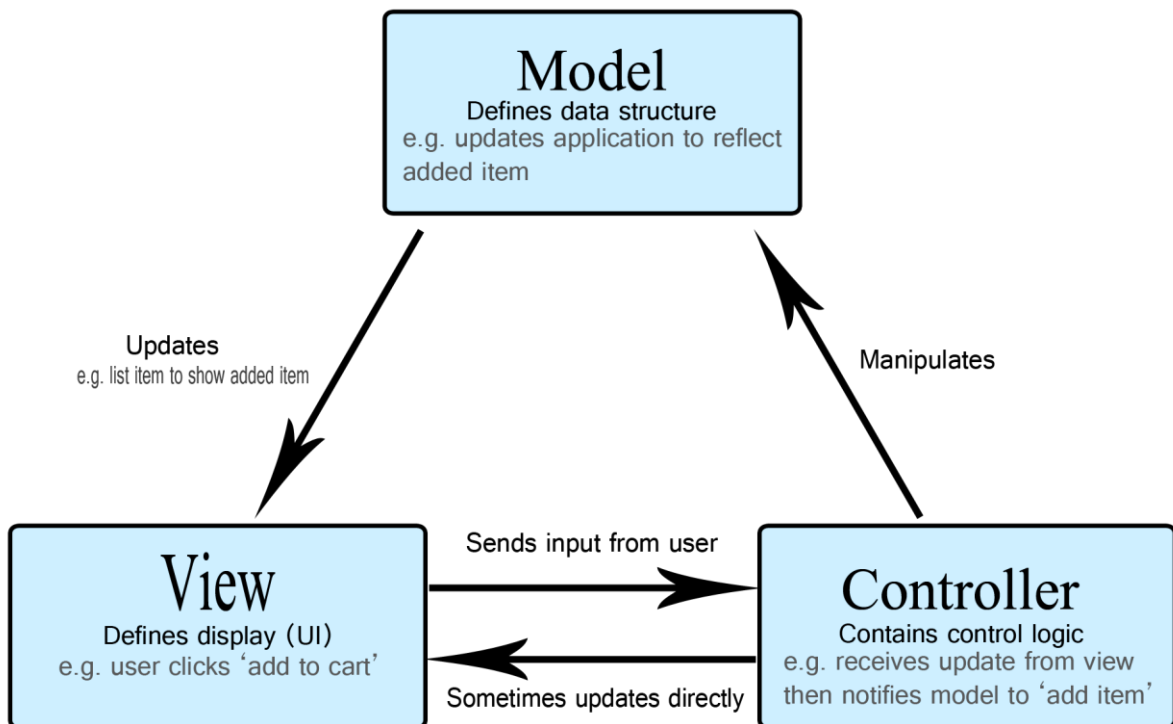 Model
Defines data structure
e.g. updates application to reflect
added item
Updates
e.g. list item to show added item
Manipulates
View
Defines display (UI)
e.g. user clicks ‘add to cart’
Sends input from user
Sometimes updates directly
Controller
Contains control logic
e.g. receives update from view
then notifies model to ‘add item’